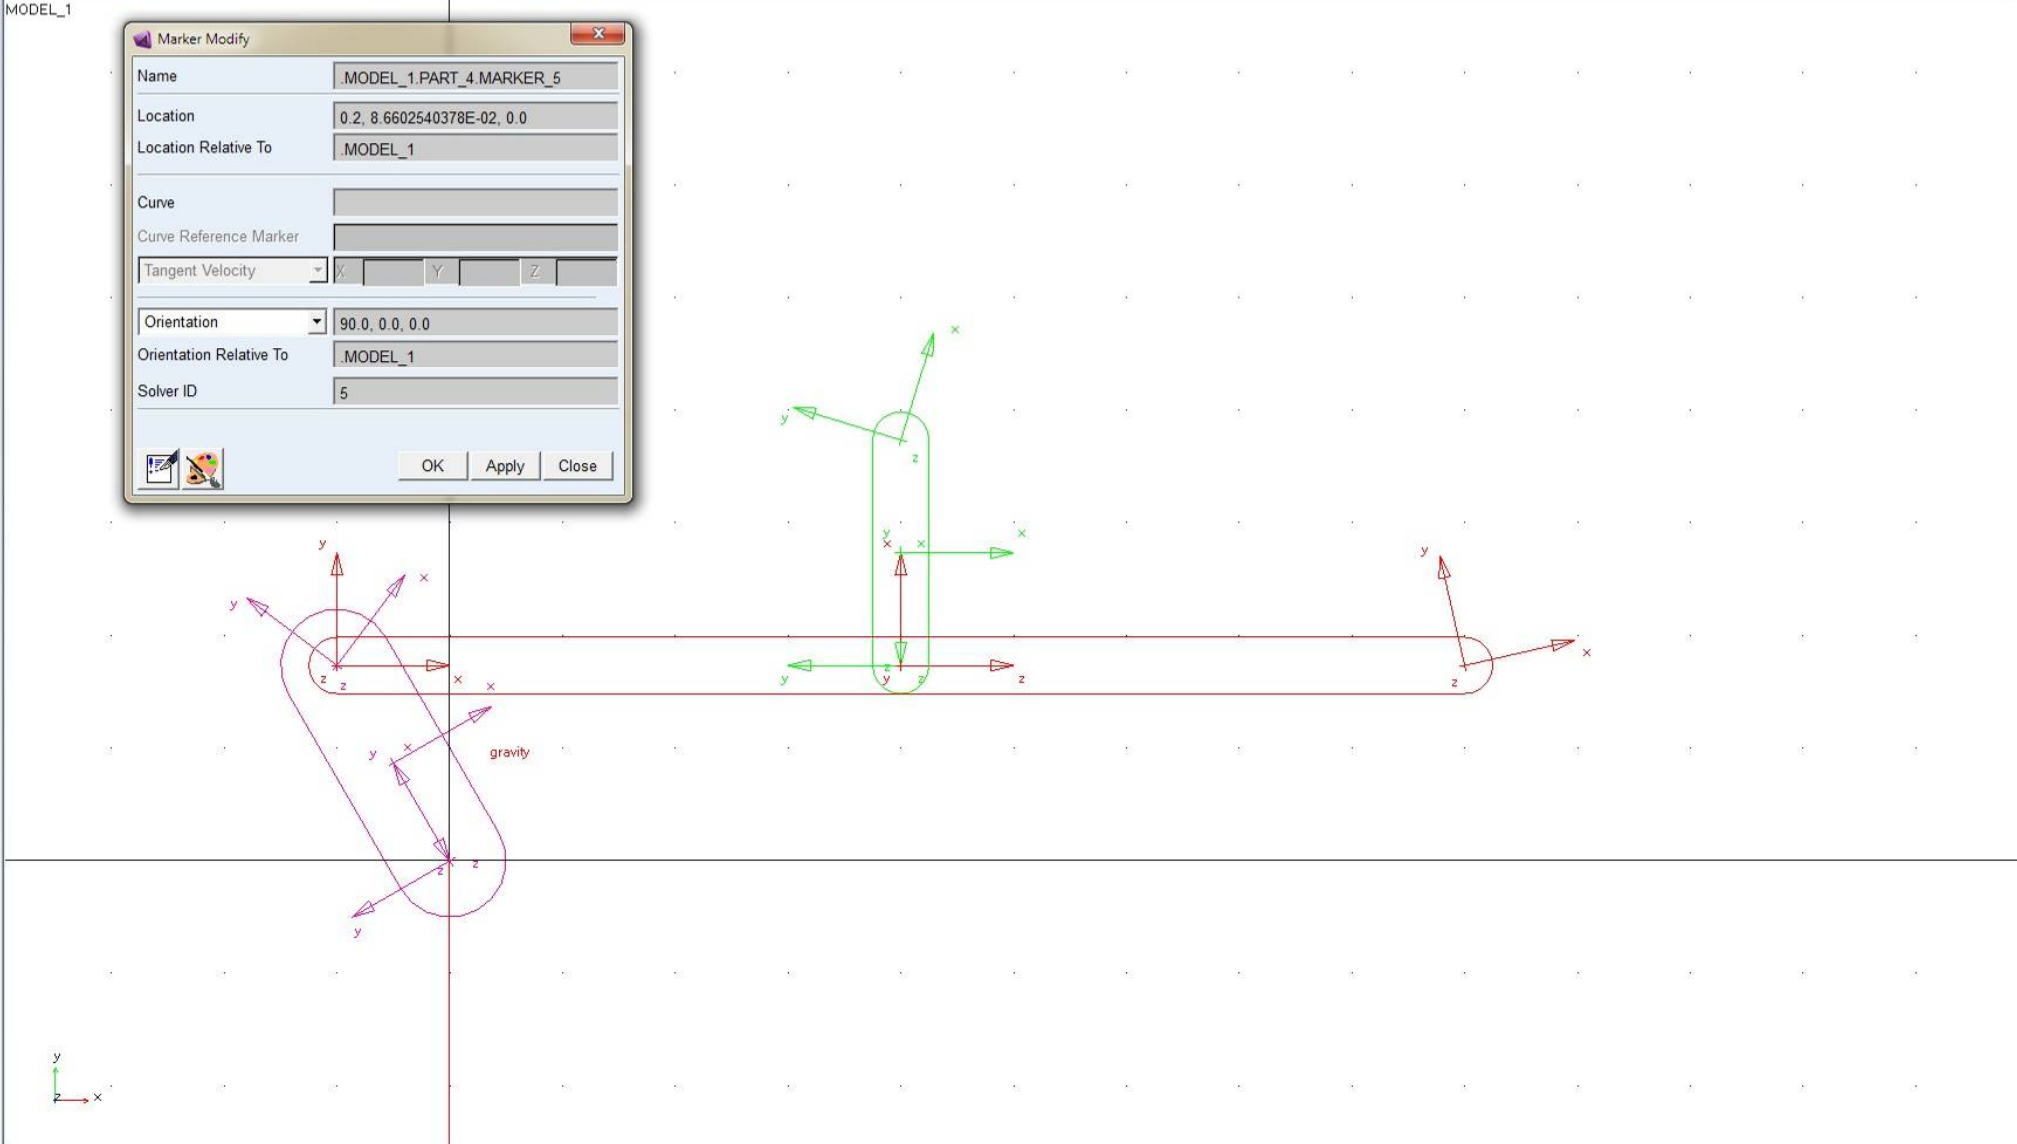 MODEL_1
Marker Modify
Name .MODEL_1.PART_4.MARKER_5
Location 0.2, 8.6602540378E-02, 0.0
Location Relative To .MODEL_1
Curve
Curve Reference Marker
Tangent Velocity X Y Z
Orientation 90.0, 0.0, 0.0
Orientation Relative To .MODEL_1
Solver ID 5
OK Apply Close
x
y
z
y x
x x
y
y
x
y
x
y
z z
x
x
y z
y z
z
z
x
y
x
gravity
z
z
y
y
z x